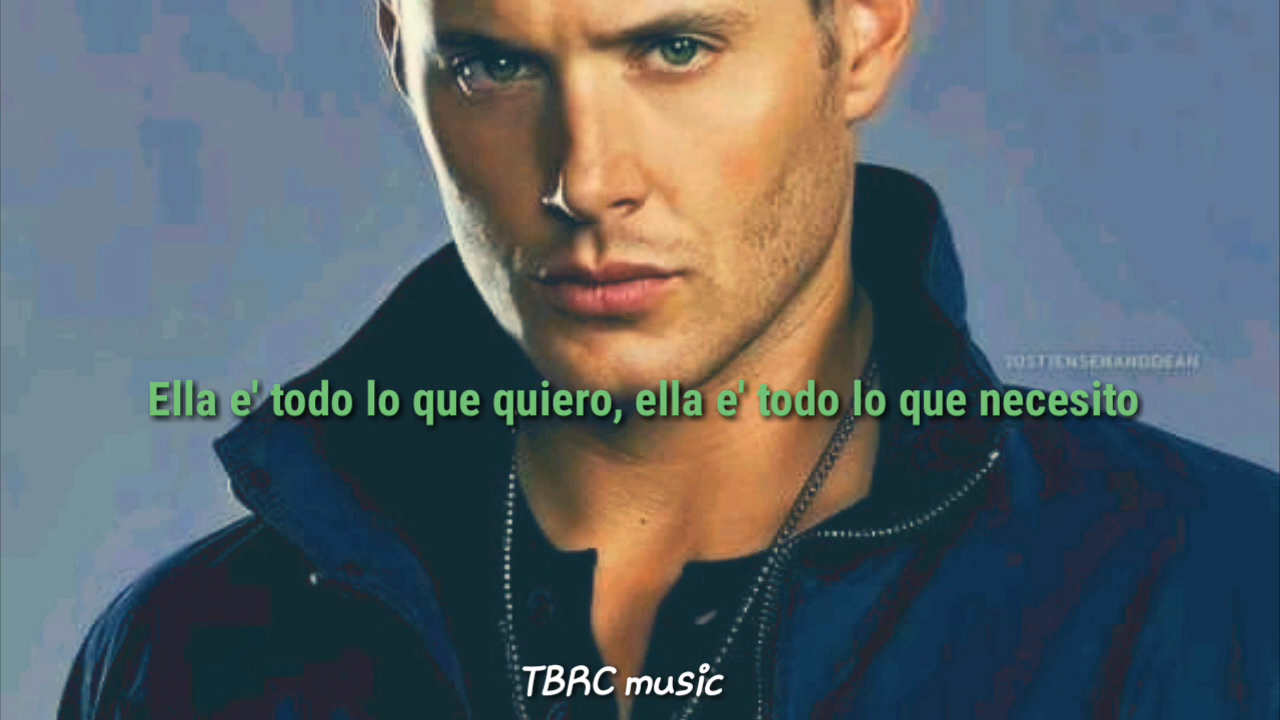 Ella e' todo lo que quiero, ella e' todo lo que necesito
TBRC music